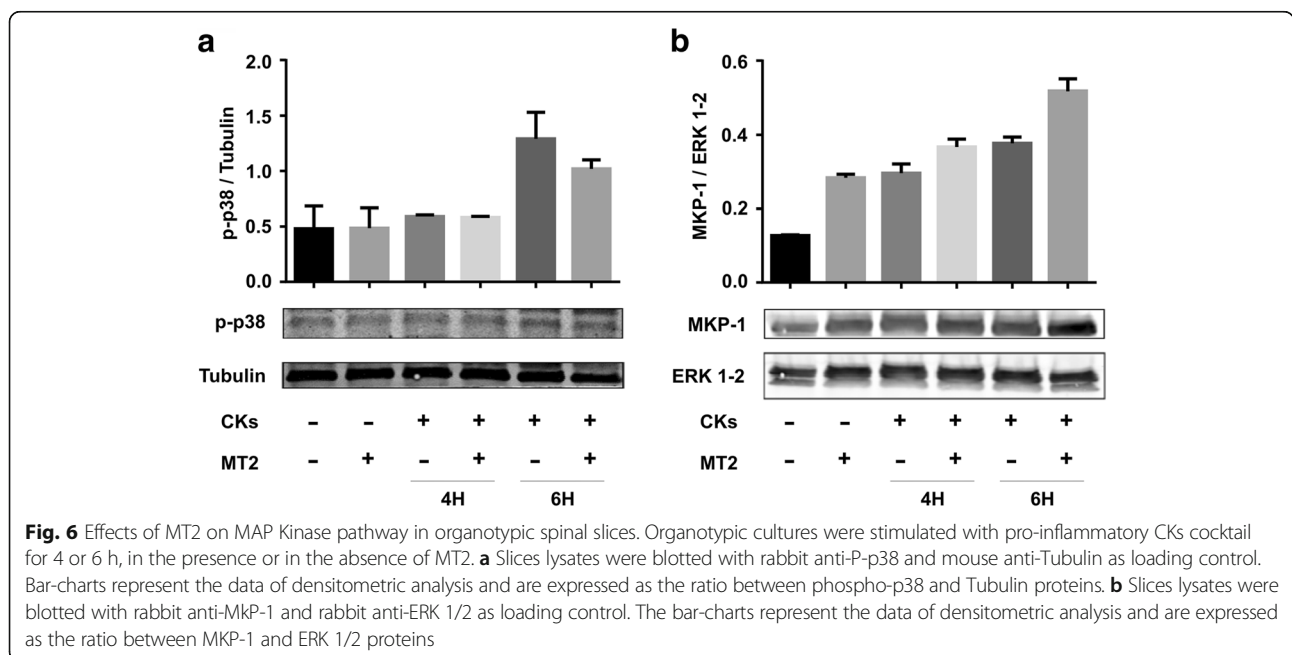 a
b
2.0
1.5
1.0
0.5
0.0
p-p38 / Tubulin
0.6
0.4
0.2
0.0
MKP-1 / ERK 1-2
p-p38
Tubulin
MKP-1
ERK 1-2
CKs – – + + + +
MT2 – + – + – +
4H 6H
CKs – – + + + +
MT2 – + – + – +
4H 6H
Fig. 6 Effects of MT2 on MAP Kinase pathway in organotypic spinal slices. Organotypic cultures were stimulated with pro-inflammatory CKs cocktail
for 4 or 6 h, in the presence or in the absence of MT2. a Slices lysates were blotted with rabbit anti-P-p38 and mouse anti-Tubulin as loading control.
Bar-charts represent the data of densitometric analysis and are expressed as the ratio between phospho-p38 and Tubulin proteins. b Slices lysates were
blotted with rabbit anti-MkP-1 and rabbit anti-ERK 1/2 as loading control. The bar-charts represent the data of densitometric analysis and are expressed
as the ratio between MKP-1 and ERK 1/2 proteins